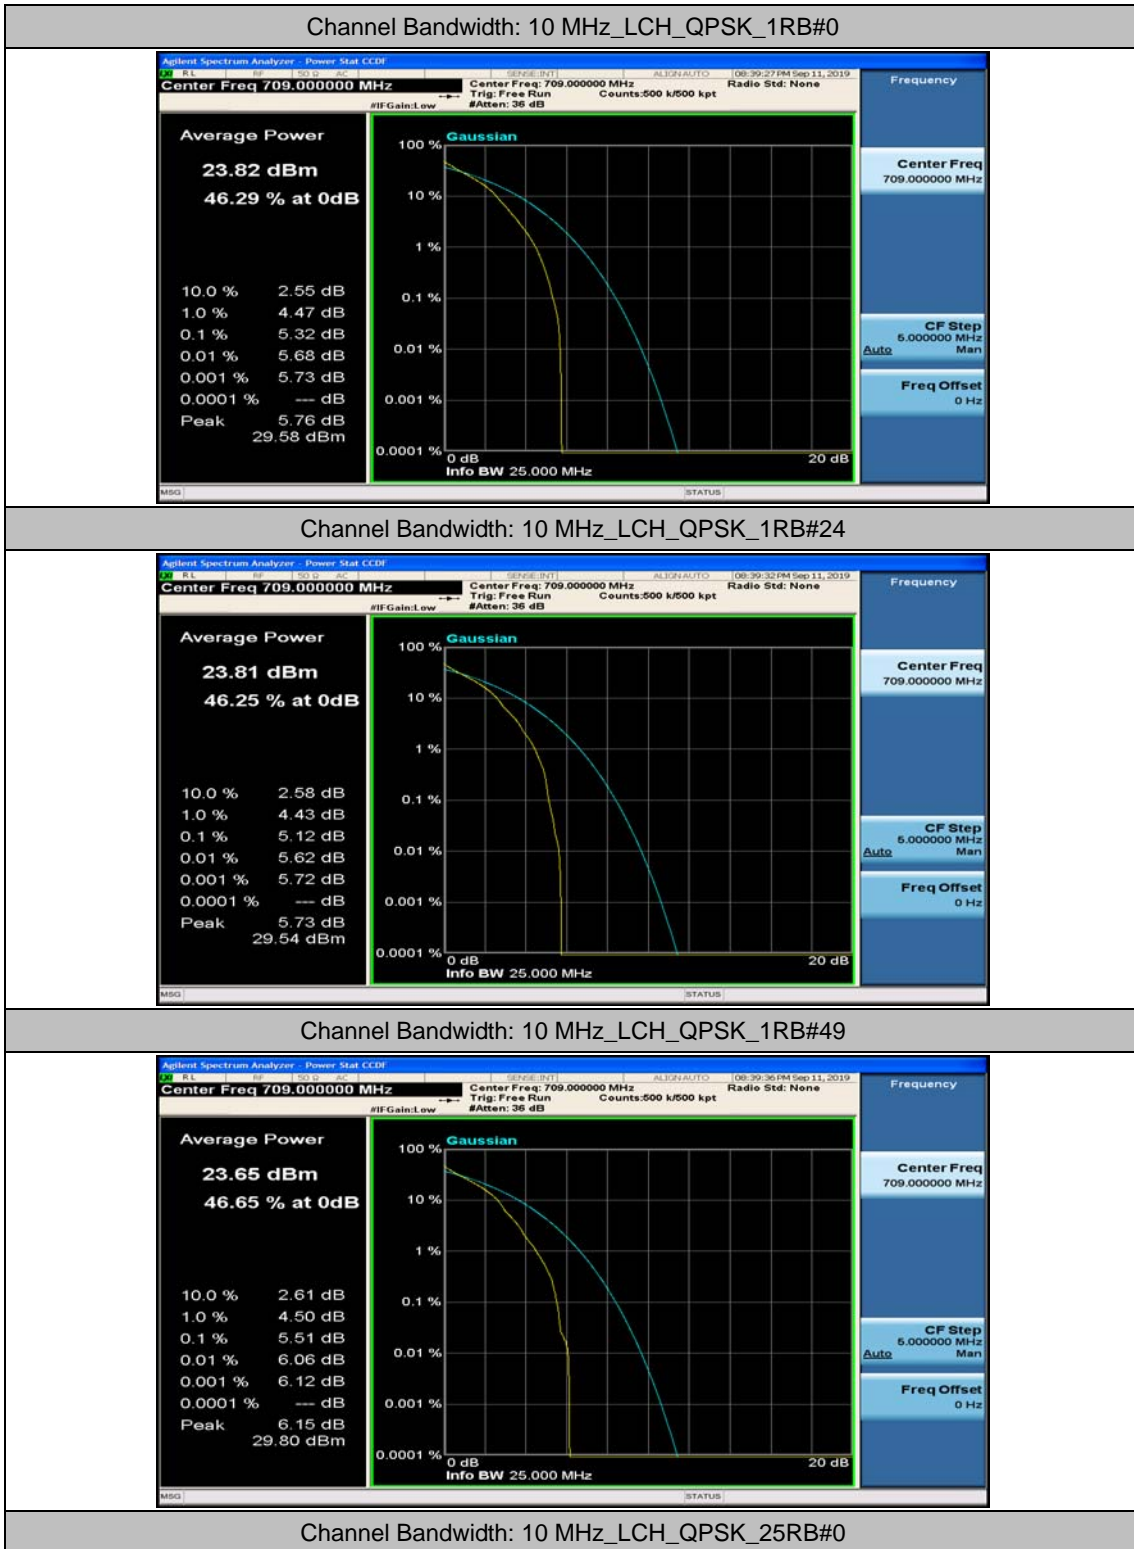 Channel Bandwidth: 10 MHz_LCH_QPSK_1RB#0
Agilent Spectrum Analyzer - Power Stat CCDF
RL RF 50 Ω AC SENSE:INT ALIGN AUTO 08:39:27 PM Sep 11, 2019
Center Freq 709.000000 MHz
Center Freq: 709.000000 MHz
Radio Std: None
Trig: Free Run
Counts:500 k/500 kpt
#IFGain:Low
#Atten: 36 dB
Frequency
Average Power
23.82 dBm
46.29 % at 0dB
10.0 % 2.55 dB
1.0 % 4.47 dB
0.1 % 5.32 dB
0.01 % 5.68 dB
0.001 % 5.73 dB
0.0001 % --- dB
Peak 5.76 dB
29.58 dBm
Gaussian
100 %
10 %
1 %
0.1 %
0.01 %
0.001 %
0.0001 %
0 dB
20 dB
Info BW 25.000 MHz
Center Freq
709.000000 MHz
CF Step
5.000000 MHz
Auto Man
Freq Offset
0 Hz
MSG STATUS
Channel Bandwidth: 10 MHz_LCH_QPSK_1RB#24
Agilent Spectrum Analyzer - Power Stat CCDF
RL RF 50 Ω AC SENSE:INT ALIGN AUTO 08:39:32 PM Sep 11, 2019
Center Freq 709.000000 MHz
Center Freq: 709.000000 MHz
Radio Std: None
Trig: Free Run
Counts:500 k/500 kpt
#IFGain:Low
#Atten: 36 dB
Frequency
Average Power
23.81 dBm
46.25 % at 0dB
10.0 % 2.58 dB
1.0 % 4.43 dB
0.1 % 5.12 dB
0.01 % 5.62 dB
0.001 % 5.72 dB
0.0001 % --- dB
Peak 5.73 dB
29.54 dBm
Gaussian
100 %
10 %
1 %
0.1 %
0.01 %
0.001 %
0.0001 %
0 dB
20 dB
Info BW 25.000 MHz
Center Freq
709.000000 MHz
CF Step
5.000000 MHz
Auto Man
Freq Offset
0 Hz
MSG STATUS
Channel Bandwidth: 10 MHz_LCH_QPSK_1RB#49
Agilent Spectrum Analyzer - Power Stat CCDF
RL RF 50 Ω AC SENSE:INT ALIGN AUTO 08:39:36 PM Sep 11, 2019
Center Freq 709.000000 MHz
Center Freq: 709.000000 MHz
Radio Std: None
Trig: Free Run
Counts:500 k/500 kpt
#IFGain:Low
#Atten: 36 dB
Frequency
Average Power
23.65 dBm
46.65 % at 0dB
10.0 % 2.61 dB
1.0 % 4.50 dB
0.1 % 5.51 dB
0.01 % 6.06 dB
0.001 % 6.12 dB
0.0001 % --- dB
Peak 6.15 dB
29.80 dBm
Gaussian
100 %
10 %
1 %
0.1 %
0.01 %
0.001 %
0.0001 %
0 dB
20 dB
Info BW 25.000 MHz
Center Freq
709.000000 MHz
CF Step
5.000000 MHz
Auto Man
Freq Offset
0 Hz
MSG STATUS
Channel Bandwidth: 10 MHz_LCH_QPSK_25RB#0